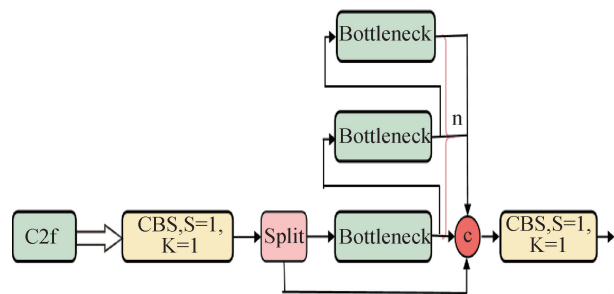 Bottleneck
n
Bottleneck
C2f
CBS,S=1,
K=1
Split
Bottleneck
c
CBS,S=1,
K=1